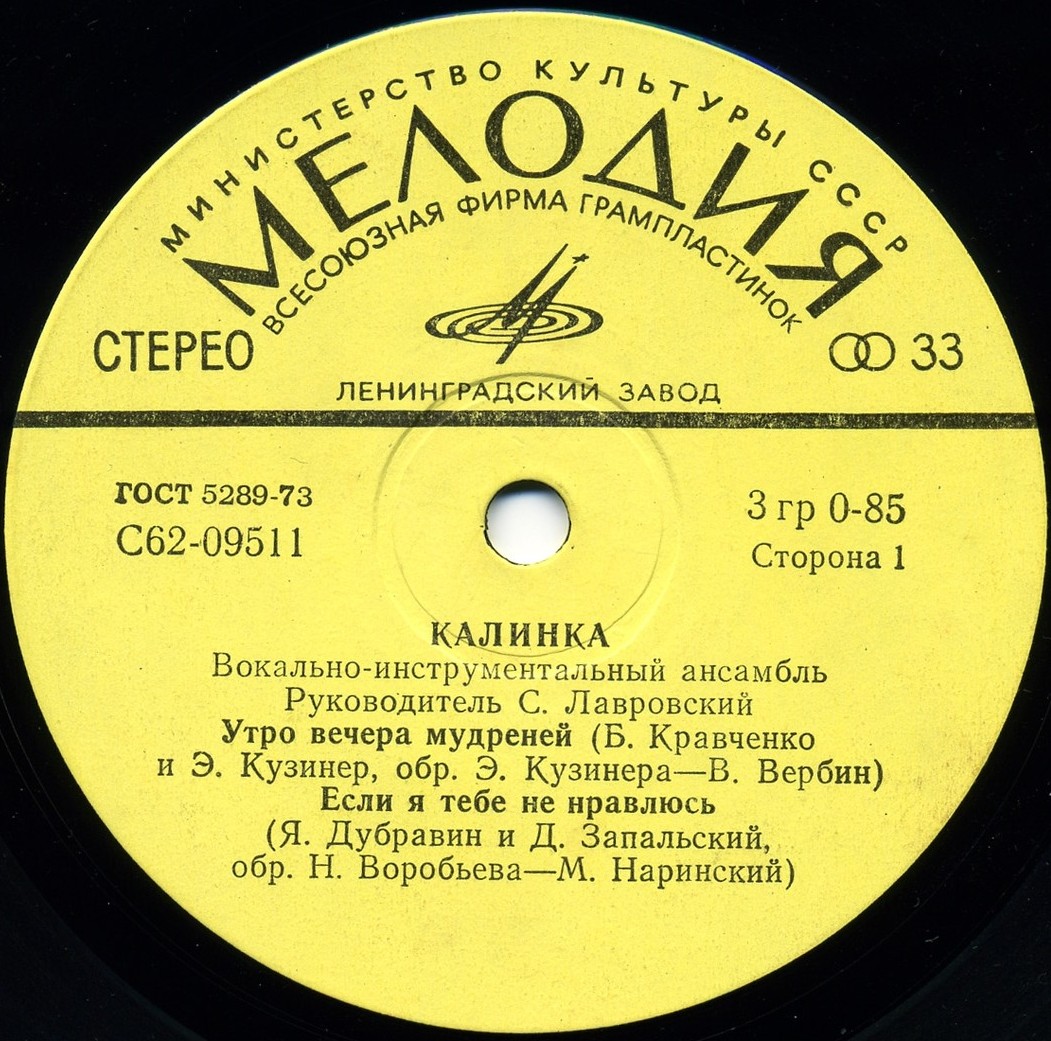 МИНИСТЕРСТВО КУЛЬТУРЫ СССР
МЕЛОДИЯ
ВСЕСОЮЗНАЯ ФИРМА ГРАМПЛАСТИНОК
СТЕРЕО
33
ЛЕНИНГРАДСКИЙ ЗАВОД
ГОСТ 5289-73
С62-09511
3 гр 0-85
Сторона 1
КАЛИНКА
Вокально-инструментальный ансамбль
Руководитель С. Лавровский
Утро вечера мудреней (Б. Кравченко
и Э. Кузинер, обр. Э. Кузинера—В. Вербин)
Если я тебе не нравлюсь
(Я. Дубравин и Д. Запальский,
обр. Н. Воробьева—М. Наринский)